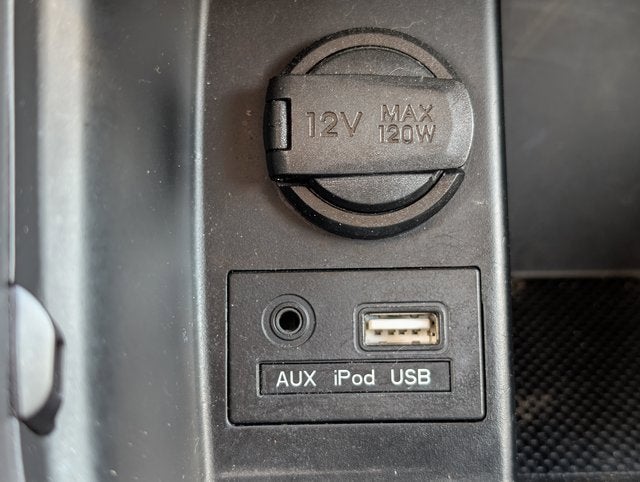 12V MAX
120W
AUX iPod USB